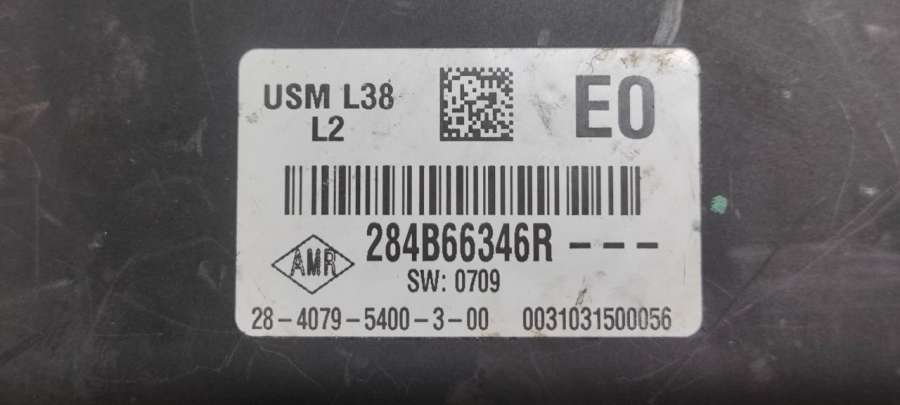 USM L38
L2
E0
AMR
284B66346R ---
SW: 0709
28-4079-5400-3-00 0031031500056